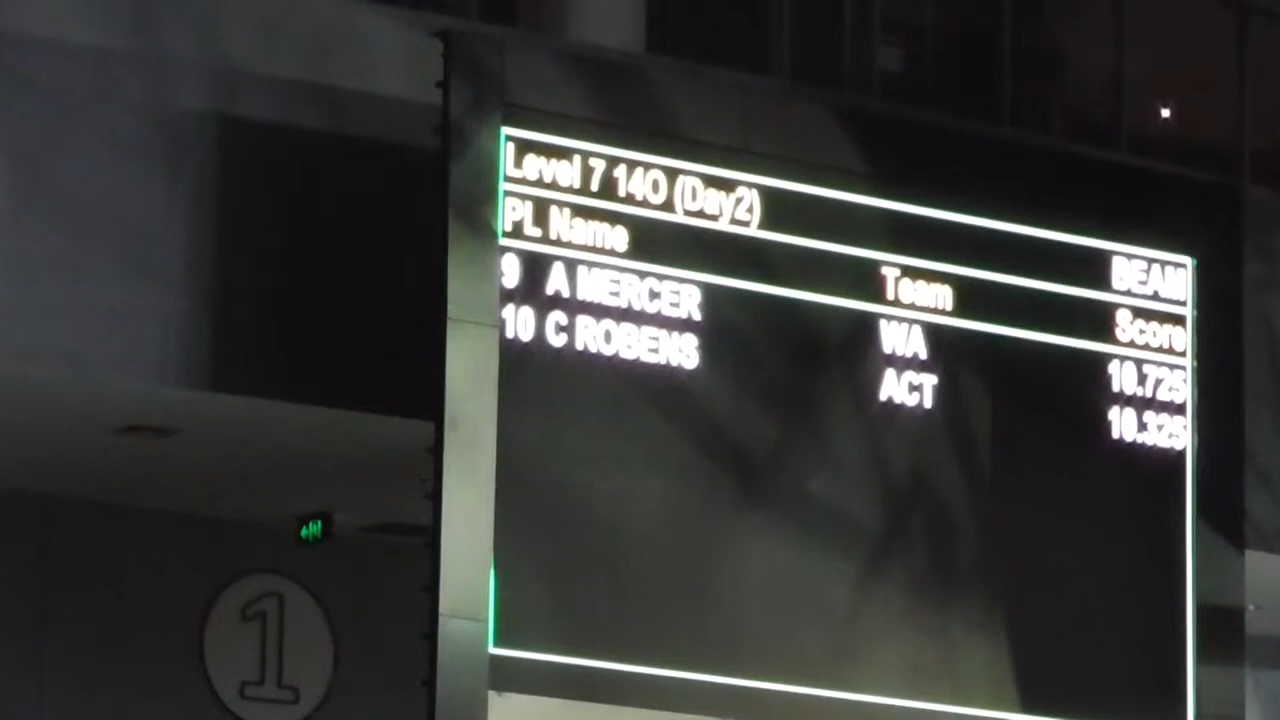 Level 7 14O (Day2) BEAM
PL Name Team Score
9 A MERCER WA 10.725
10 C ROBENS ACT 10.325
1